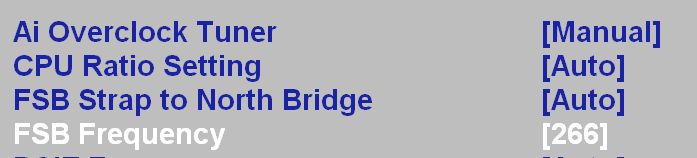 Ai Overclock Tuner [Manual]
CPU Ratio Setting [Auto]
FSB Strap to North Bridge [Auto]
FSB Frequency [266]